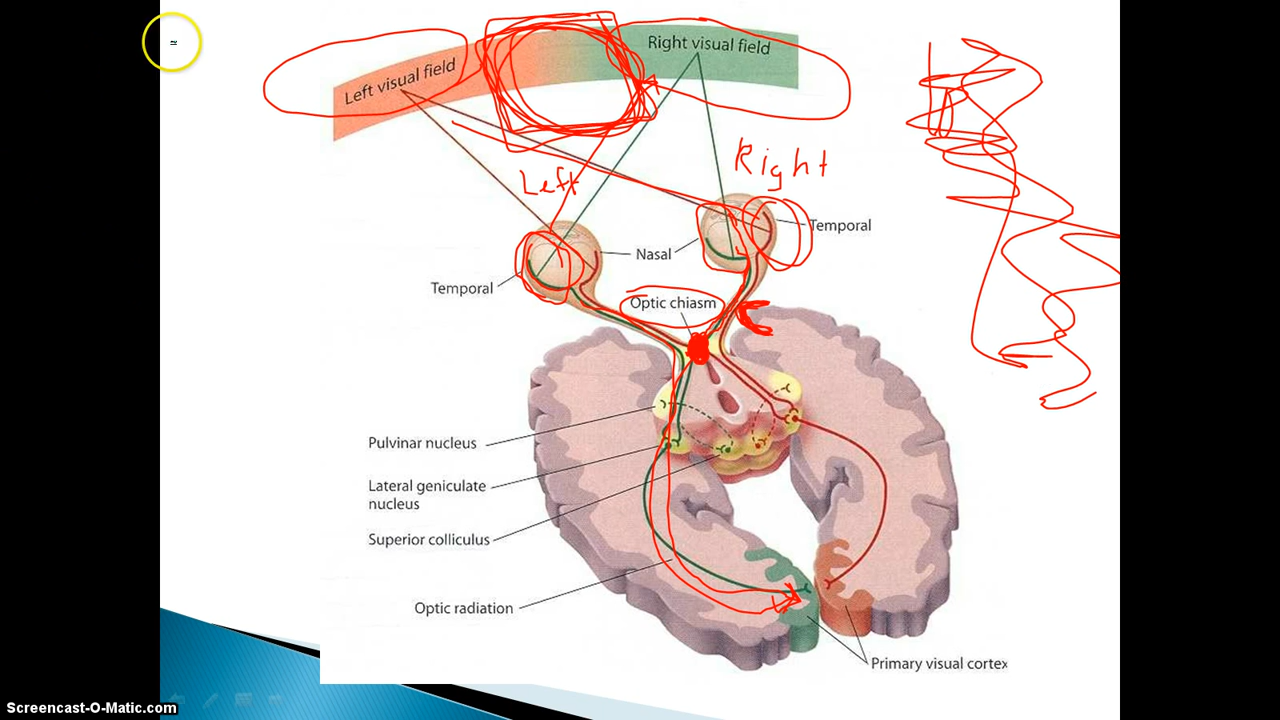 ≈
Left visual field
Right visual field
Left
Right
Temporal
Nasal
Temporal
Optic chiasm
Pulvinar nucleus
Lateral geniculate
nucleus
Superior colliculus
Optic radiation
Primary visual cortex
Screencast-O-Matic.com